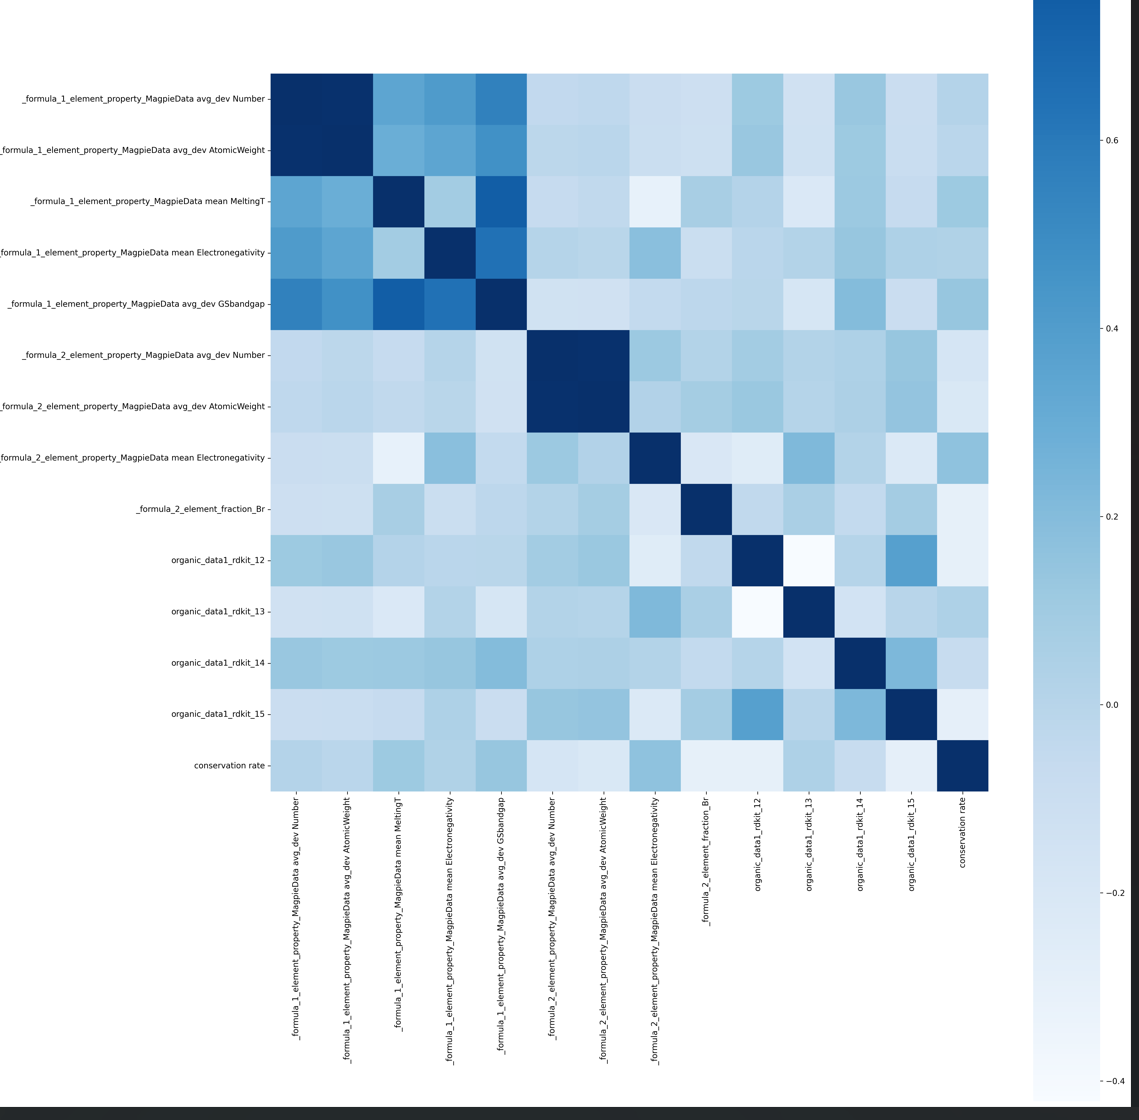 _formula_1_element_property_MagpieData avg_dev Number
_formula_1_element_property_MagpieData avg_dev AtomicWeight
_formula_1_element_property_MagpieData mean MeltingT
formula_1_element_property_MagpieData mean Electronegativity
_formula_1_element_property_MagpieData avg_dev GSbandgap
_formula_2_element_property_MagpieData avg_dev Number
_formula_2_element_property_MagpieData avg_dev AtomicWeight
formula_2_element_property_MagpieData mean Electronegativity
_formula_2_element_fraction_Br
organic_data1_rdkit_12
organic_data1_rdkit_13
organic_data1_rdkit_14
organic_data1_rdkit_15
conservation rate
_formula_1_element_property_MagpieData avg_dev Number
_formula_1_element_property_MagpieData avg_dev AtomicWeight
_formula_1_element_property_MagpieData mean MeltingT
_formula_1_element_property_MagpieData mean Electronegativity
_formula_1_element_property_MagpieData avg_dev GSbandgap
_formula_2_element_property_MagpieData avg_dev Number
_formula_2_element_property_MagpieData avg_dev AtomicWeight
_formula_2_element_property_MagpieData mean Electronegativity
_formula_2_element_fraction_Br
organic_data1_rdkit_12
organic_data1_rdkit_13
organic_data1_rdkit_14
organic_data1_rdkit_15
conservation rate
0.6
0.4
0.2
0.0
−0.2
−0.4